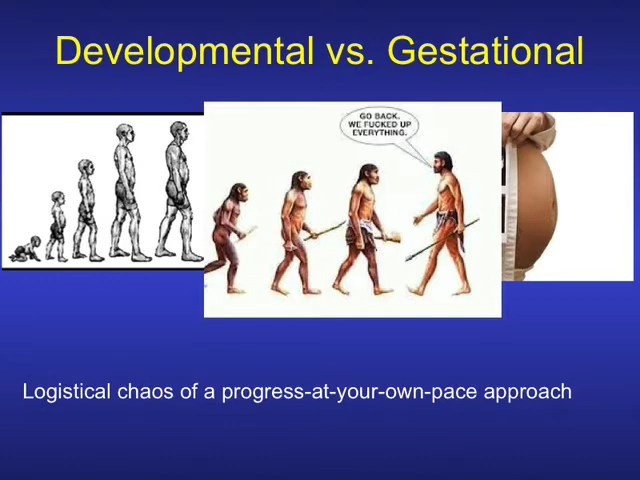 Developmental vs. Gestational
GO BACK.
WE FUCKED UP
EVERYTHING.
Logistical chaos of a progress-at-your-own-pace approach